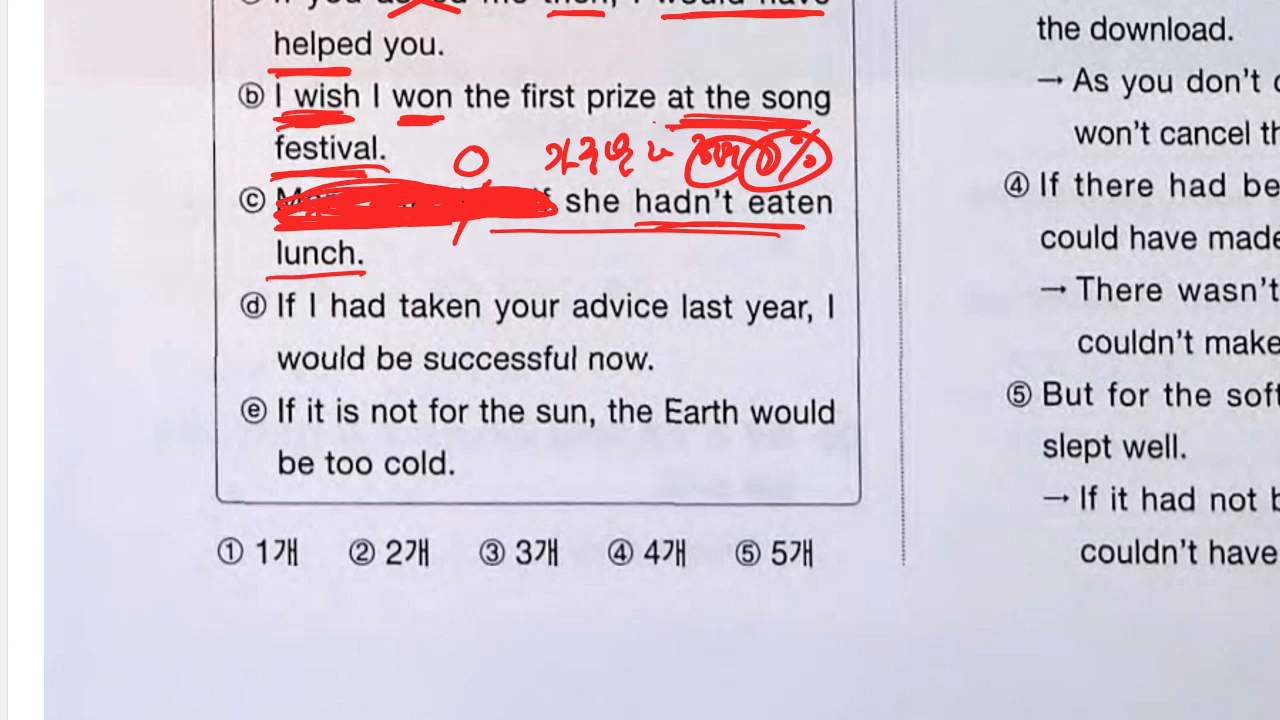 helped you.
ⓑ I wish I won the first prize at the song
festival.
ⓒ she hadn't eaten
lunch.
ⓓ If I had taken your advice last year, I
would be successful now.
ⓔ If it is not for the sun, the Earth would
be too cold.
① 1개 ② 2개 ③ 3개 ④ 4개 ⑤ 5개
the download.
→ As you don't
won't cancel
④ If there had be
could have made
→ There wasn't
couldn't make
⑤ But for the
slept well.
→ If it had not
couldn't have